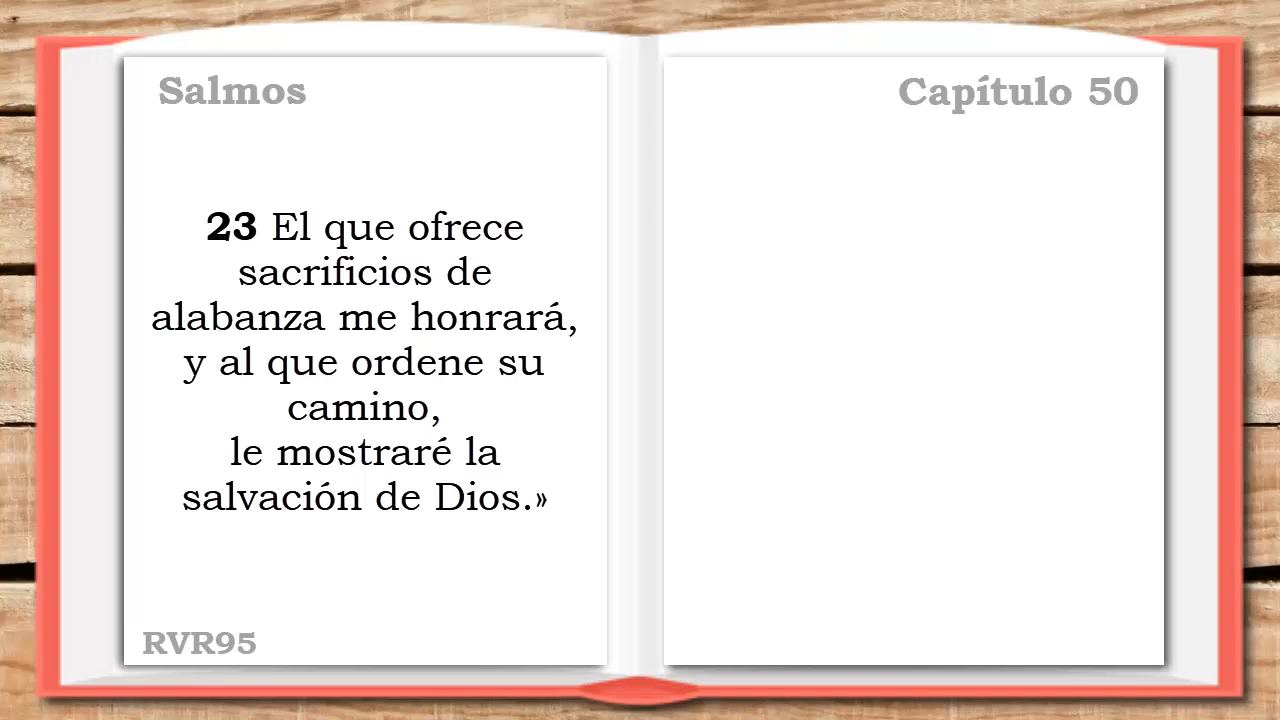 Salmos
Capítulo 50
23 El que ofrece
sacrificios de
alabanza me honrará,
y al que ordene su
camino,
le mostraré la
salvación de Dios.»
RVR95